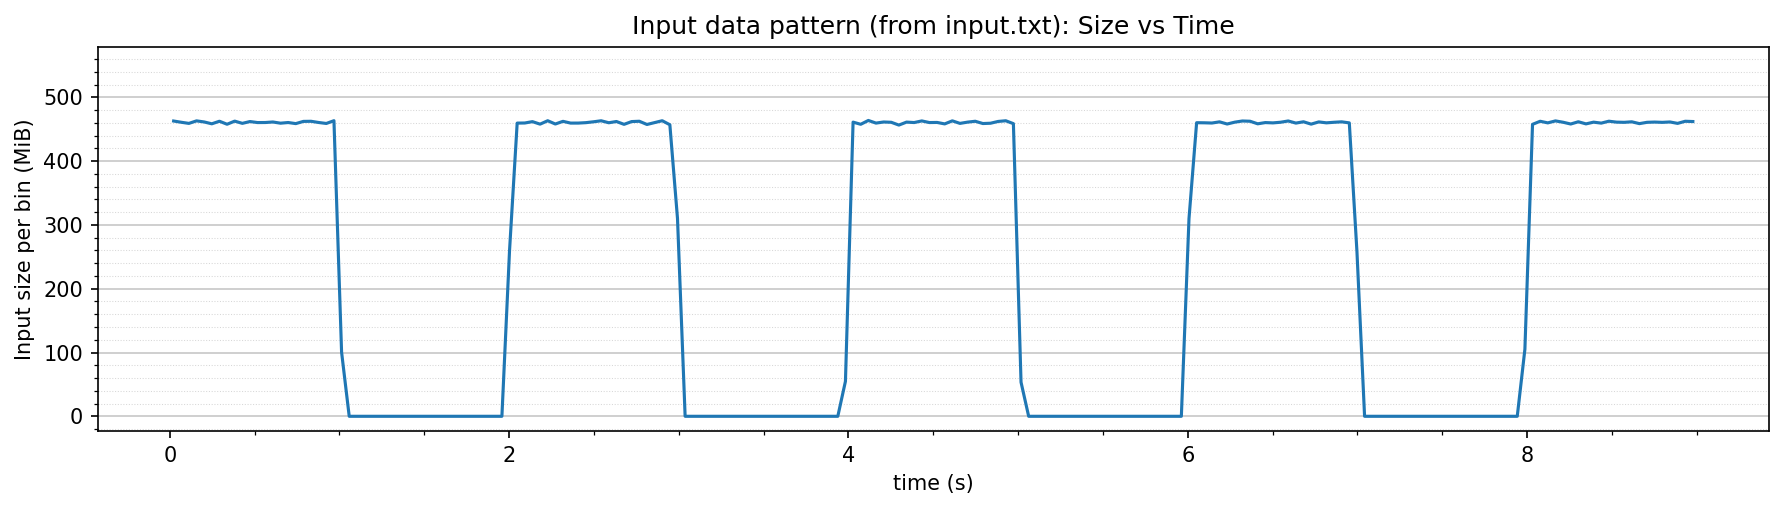 Input data pattern (from input.txt): Size vs Time
Input size per bin (MiB)
500
400
300
200
100
0
0 2 4 6 8
time (s)